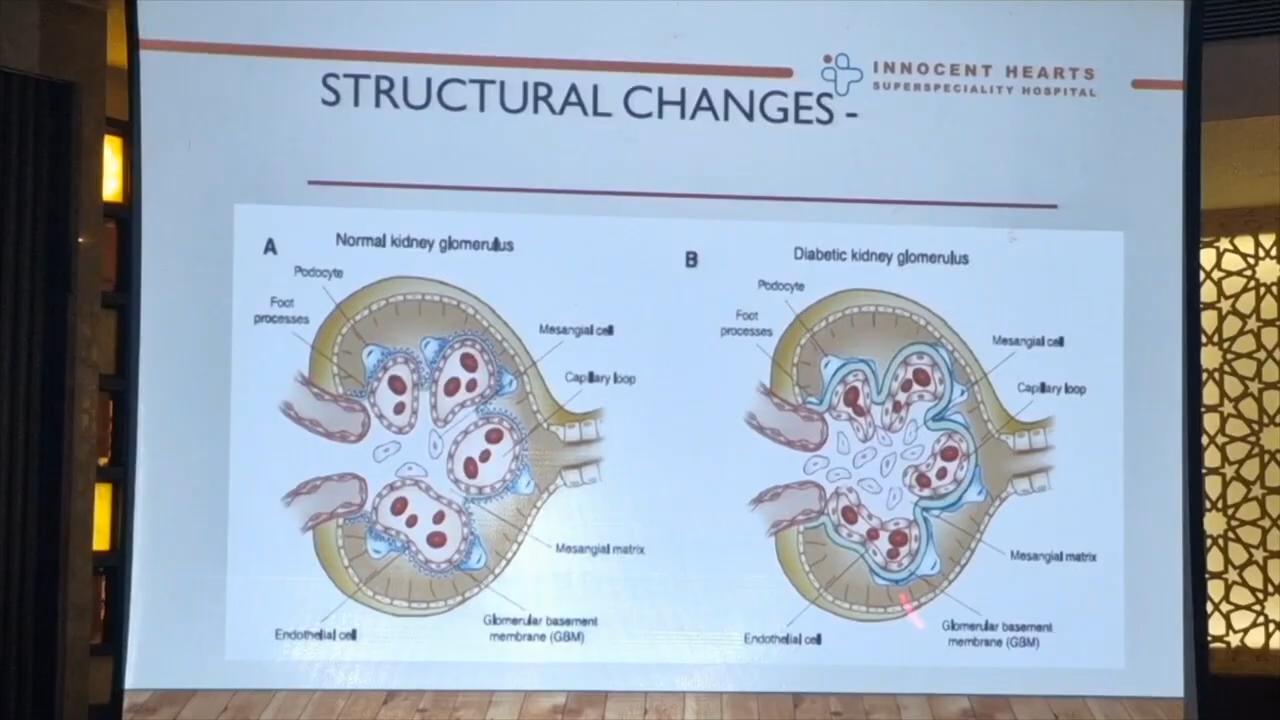 INNOCENT HEARTS
SUPERSPECIALITY HOSPITAL
STRUCTURAL CHANGES -
A
Normal kidney glomerulus
Podocyte
Foot
processes
Mesangial cell
Capillary loop
Mesangial matrix
Glomerular basement
membrane (GBM)
Endothelial cell
B
Diabetic kidney glomerulus
Podocyte
Foot
processes
Mesangial cell
Capillary loop
Mesangial matrix
Glomerular basement
membrane (GBM)
Endothelial cell